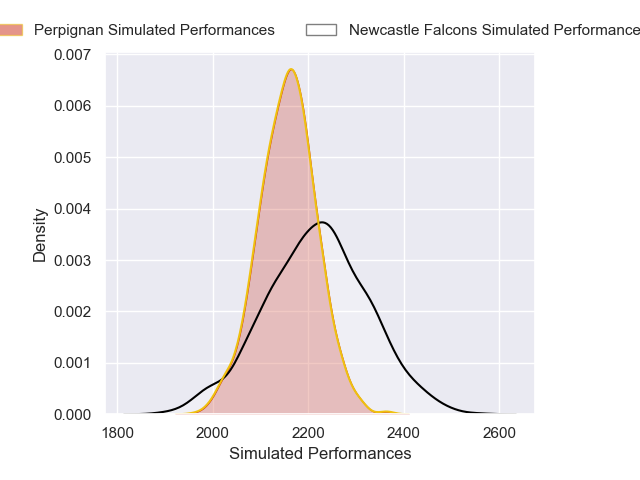 Perpignan Simulated Performances
Newcastle Falcons Simulated Performance
0.007
0.006
0.005
0.004
0.003
0.002
0.001
0.000
Density
1800 2000 2200 2400 2600
Simulated Performances